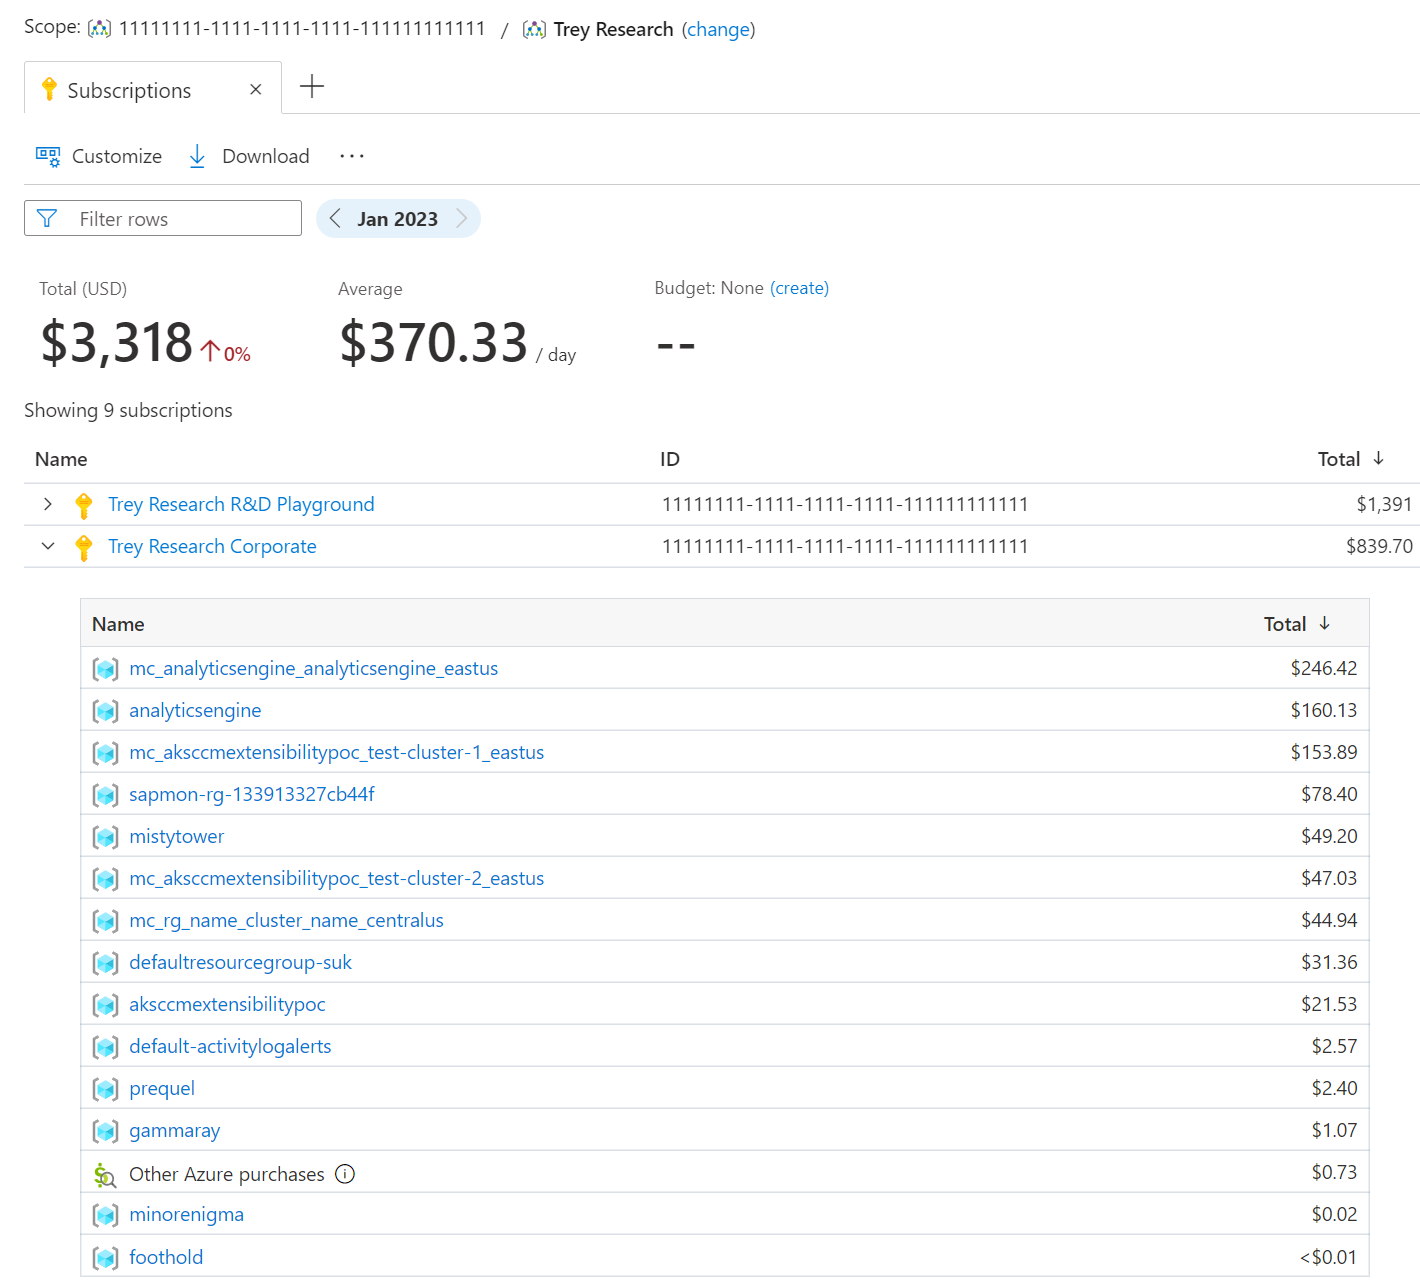 Scope: 11111111-1111-1111-1111-111111111111 / Trey Research (change)
Subscriptions
Customize Download ···
Filter rows Jan 2023
Total (USD) Average Budget: None (create)
$3,318 0% $370.33 / day --
Showing 9 subscriptions
Name ID Total
Trey Research R&D Playground 11111111-1111-1111-1111-111111111111 $1,391
Trey Research Corporate 11111111-1111-1111-1111-111111111111 $839.70
Name Total
mc_analyticsengine_analyticsengine_eastus $246.42
analyticsengine $160.13
mc_aksccmextensibilitypoc_test-cluster-1_eastus $153.89
sapmon-rg-133913327cb44f $78.40
mistytower $49.20
mc_aksccmextensibilitypoc_test-cluster-2_eastus $47.03
mc_rg_name_cluster_name_centralus $44.94
defaultresourcegroup-suk $31.36
aksccmextensibilitypoc $21.53
default-activitylogalerts $2.57
prequel $2.40
gammaray $1.07
Other Azure purchases $0.73
minorenigma $0.02
foothold <$0.01